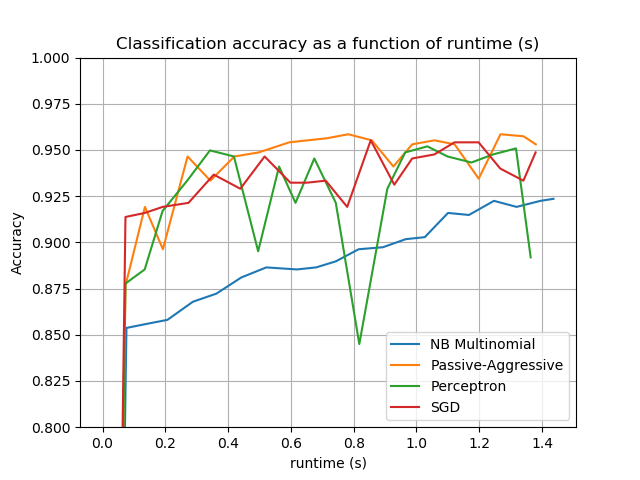 Classification accuracy as a function of runtime (s)
1.000
0.975
0.950
0.925
0.900
0.875
0.850
0.825
0.800
Accuracy
NB Multinomial
Passive-Aggressive
Perceptron
SGD
0.0 0.2 0.4 0.6 0.8 1.0 1.2 1.4
runtime (s)